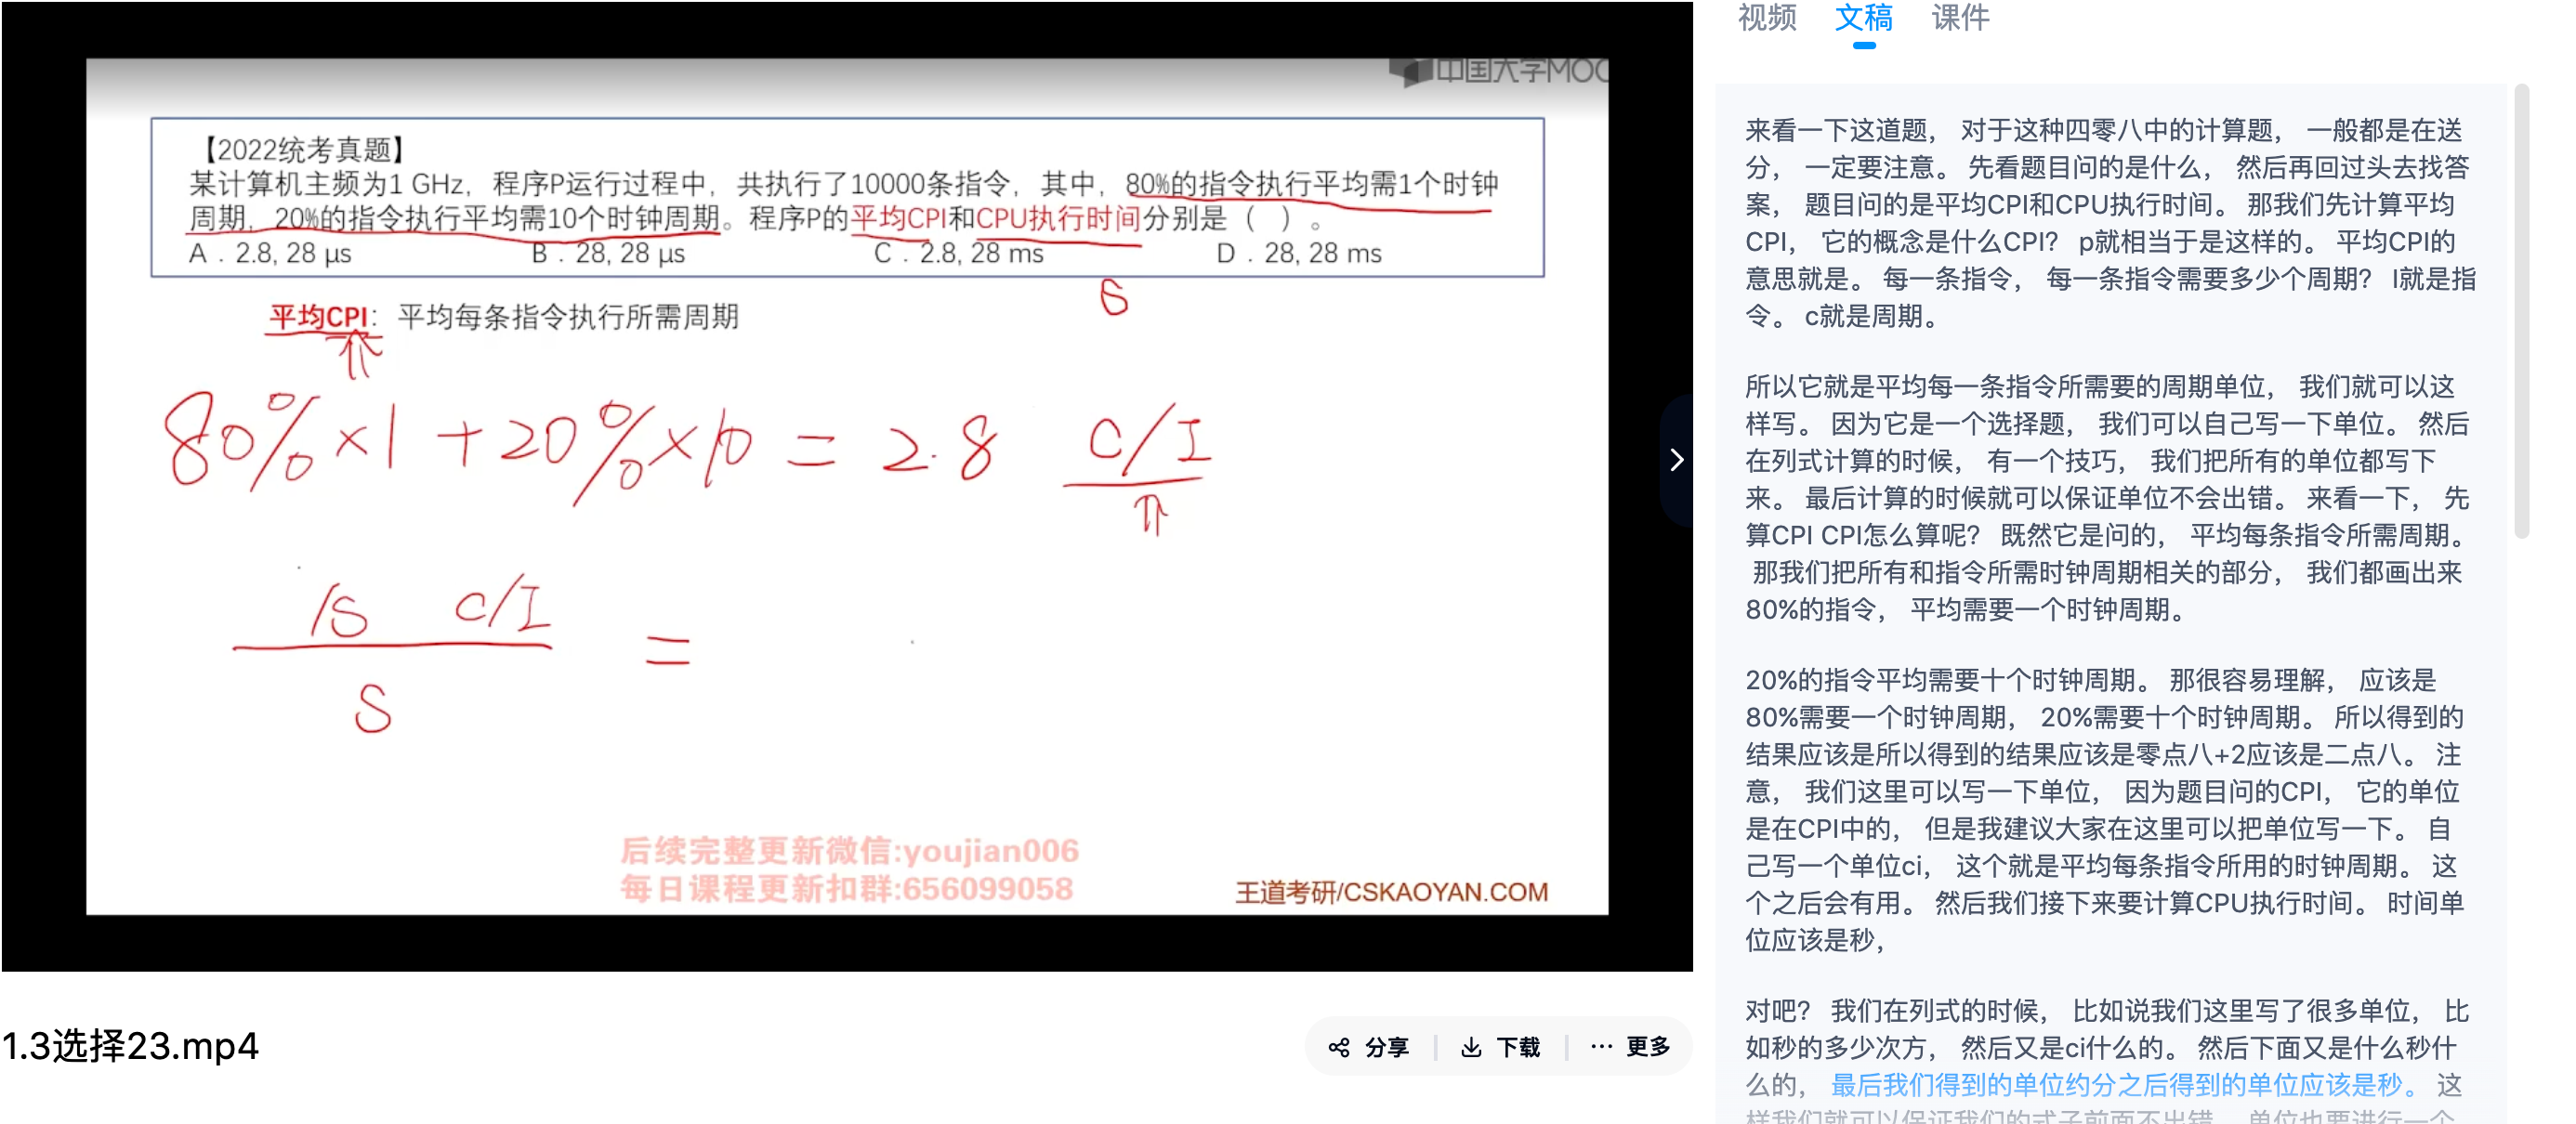 视频 文稿 课件
中国大学MOO
【2022统考真题】
某计算机主频为1 GHz，程序P运行过程中，共执行了10000条指令，其中，80%的指令执行平均需1个时钟
周期，20%的指令执行平均需10个时钟周期。程序P的平均CPI和CPU执行时间分别是（ ）。
A．2.8, 28 μs B．28, 28 μs C．2.8, 28 ms D．28, 28 ms
平均CPI：平均每条指令执行所需周期
80%×1+20%×10=2.8 C/I
/S C/I
=
S
后续完整更新微信:youjian006
每日课程更新扣群:656099058
王道考研/CSKAOYAN.COM
1.3选择23.mp4
分享 下载 更多
来看一下这道题， 对于这种四零八中的计算题， 一般都是在送
分， 一定要注意。 先看题目问的是什么， 然后再回过头去找答
案， 题目问的是平均CPI和CPU执行时间。 那我们先计算平均
CPI， 它的概念是什么CPI？ p就相当于是这样的。 平均CPI的
意思就是。 每一条指令， 每一条指令需要多少个周期？ I就是指
令。 c就是周期。
所以它就是平均每一条指令所需要的周期单位， 我们就可以这
样写。 因为它是一个选择题， 我们可以自己写一下单位。 然后
在列式计算的时候， 有一个技巧， 我们把所有的单位都写下
来。 最后计算的时候就可以保证单位不会出错。 来看一下， 先
算CPI CPI怎么算呢？ 既然它是问的， 平均每条指令所需周期。
那我们把所有和指令所需时钟周期相关的部分， 我们都画出来
80%的指令， 平均需要一个时钟周期。
20%的指令平均需要十个时钟周期。 那很容易理解， 应该是
80%需要一个时钟周期， 20%需要十个时钟周期。 所以得到的
结果应该是所以得到的结果应该是零点八+2应该是二点八。 注
意， 我们这里可以写一下单位， 因为题目问的CPI， 它的单位
是在CPI中的， 但是我建议大家在这里可以把单位写一下。 自
己写一个单位ci， 这个就是平均每条指令所用的时钟周期。 这
个之后会有用。 然后我们接下来要计算CPU执行时间。 时间单
位应该是秒，
对吧？ 我们在列式的时候， 比如说我们这里写了很多单位， 比
如秒的多少次方， 然后又是ci什么的。 然后下面又是什么秒什
么的， 最后我们得到的单位约分之后得到的单位应该是秒。 这
样我们就可以保证我们的式子前面不出错， 单位也要进行一个